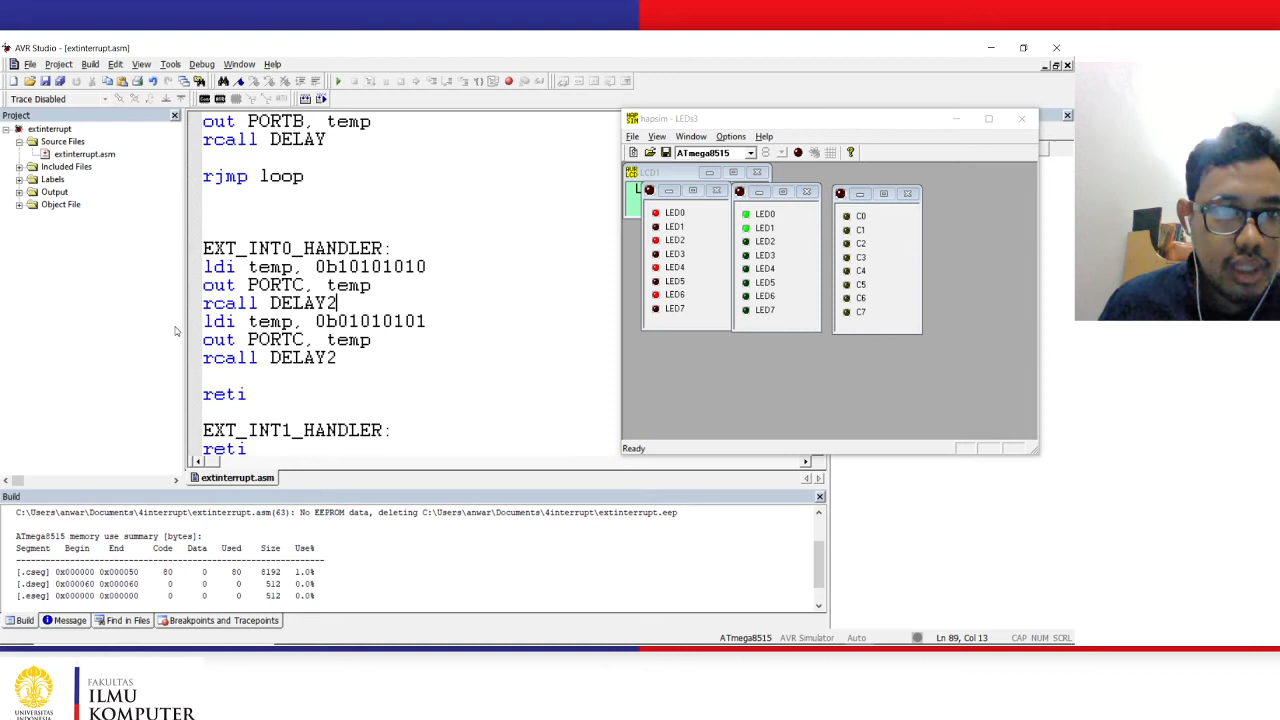 AVR Studio - [extinterrupt.asm]
File Project Build Edit View Tools Debug Window Help
Trace Disabled
Project
extinterrupt
Source Files
extinterrupt.asm
Included Files
Labels
Output
Object File
out PORTB, temp
rcall DELAY
rjmp loop
EXT_INT0_HANDLER:
ldi temp, 0b10101010
out PORTC, temp
rcall DELAY2
ldi temp, 0b01010101
out PORTC, temp
rcall DELAY2
reti
EXT_INT1_HANDLER:
reti
extinterrupt.asm
hapsim - LEDs3
File View Window Options Help
ATmega8515
LCD1
L
LED0
LED1
LED2
LED3
LED4
LED5
LED6
LED7
LED0
LED1
LED2
LED3
LED4
LED5
LED6
LED7
C0
C1
C2
C3
C4
C5
C6
C7
Ready
Build
C:\Users\anwar\Documents\4interrupt\extinterrupt.asm(63): No EEPROM data, deleting C:\Users\anwar\Documents\4interrupt\extinterrupt.eep
ATmega8515 memory use summary [bytes]:
Segment Begin End Code Data Used Size Use%
[.cseg] 0x000000 0x000050 80 0 80 8192 1.0%
[.dseg] 0x000060 0x000060 0 0 0 512 0.0%
[.eseg] 0x000000 0x000000 0 0 0 512 0.0%
Build Message Find in Files Breakpoints and Tracepoints
ATmega8515 AVR Simulator Auto Ln 89, Col 13 CAP NUM SCRL
FAKULTAS
ILMU
KOMPUTER